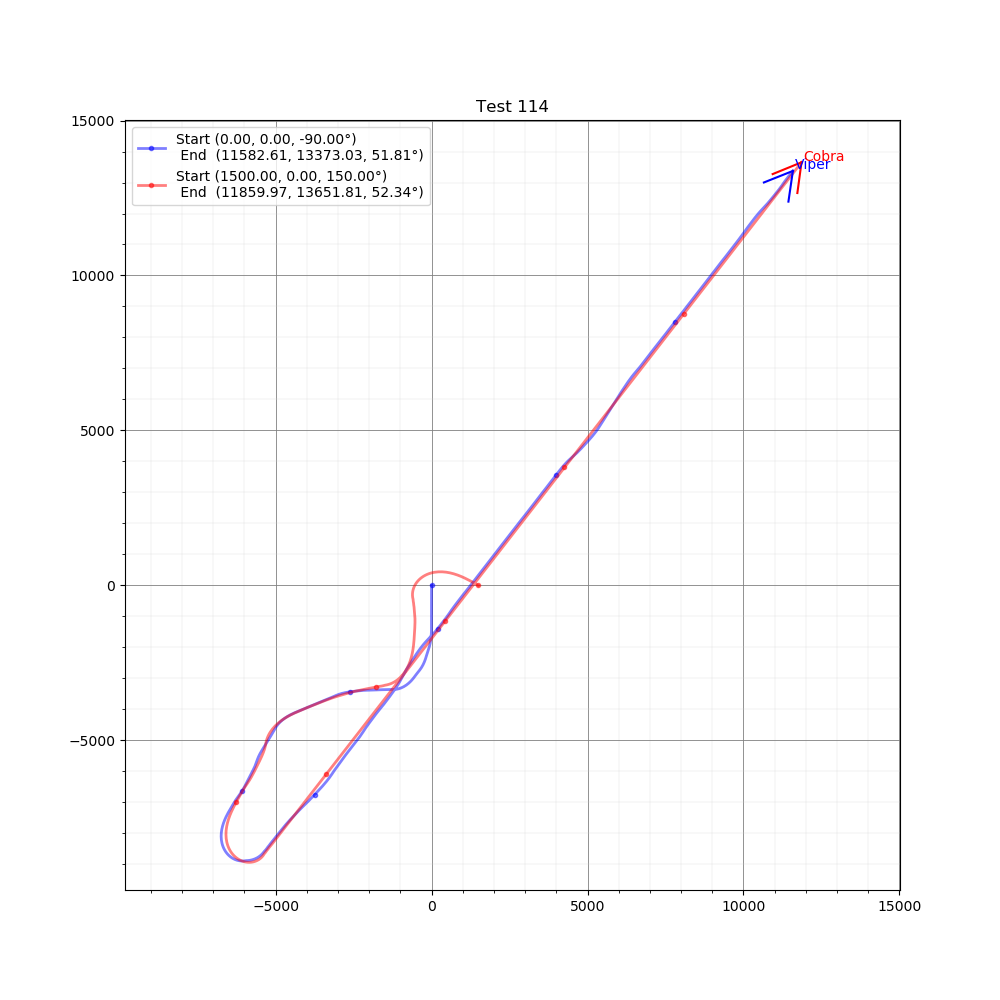 Test 114
Start (0.00, 0.00, -90.00°)
End (11582.61, 13373.03, 51.81°)
Start (1500.00, 0.00, 150.00°)
End (11859.97, 13651.81, 52.34°)
Cobra
Viper
15000
10000
5000
0
−5000
−5000
0
5000
10000
15000